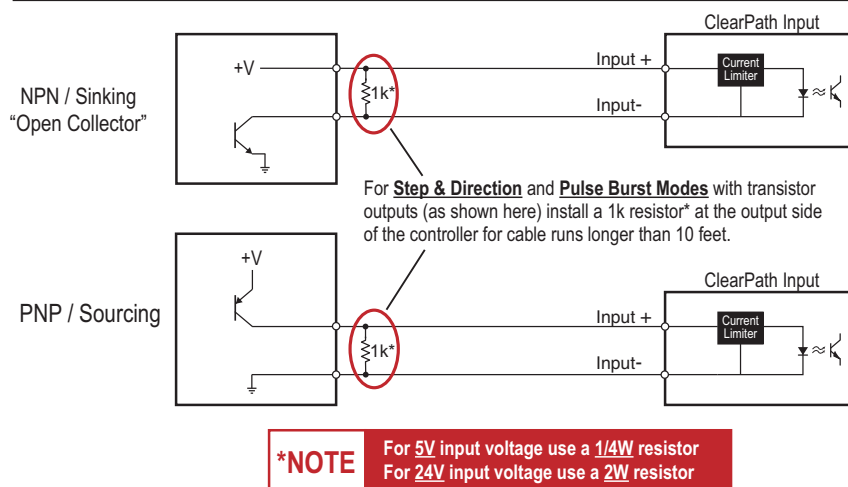 ClearPath Input
NPN / Sinking
“Open Collector”
+V
1k*
Input +
Input-
Current
Limiter
For Step & Direction and Pulse Burst Modes with transistor
outputs (as shown here) install a 1k resistor* at the output side
of the controller for cable runs longer than 10 feet.
ClearPath Input
PNP / Sourcing
+V
1k*
Input +
Input-
Current
Limiter
*NOTE
For 5V input voltage use a 1/4W resistor
For 24V input voltage use a 2W resistor